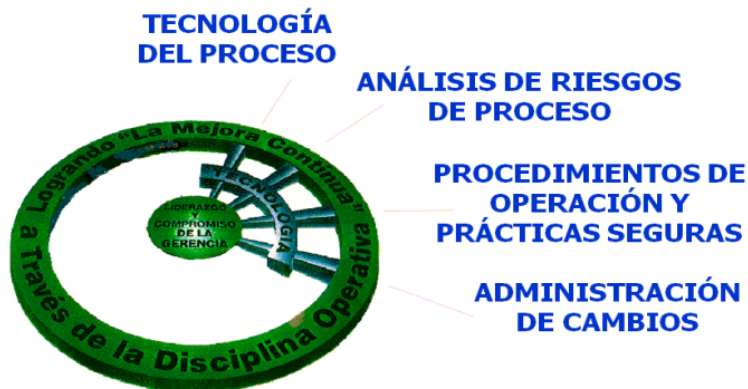 TECNOLOGÍA
DEL PROCESO
ANÁLISIS DE RIESGOS
DE PROCESO
PROCEDIMIENTOS DE
OPERACIÓN Y
PRÁCTICAS SEGURAS
ADMINISTRACIÓN
DE CAMBIOS
Logrando "La Mejora Continua" a
a Través de la Disciplina Operativa
TECNOLOGIA
LIDERAZGO
Y
COMPROMISO
DE LA
GERENCIA